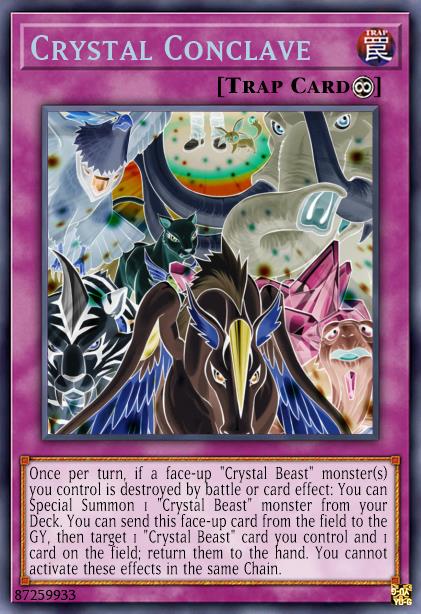 CRYSTAL CONCLAVE
TRAP
罠
[TRAP CARD♾]
Once per turn, if a face-up "Crystal Beast" monster(s)
you control is destroyed by battle or card effect: You can
Special Summon 1 "Crystal Beast" monster from your
Deck. You can send this face-up card from the field to the
GY, then target 1 "Crystal Beast" card you control and 1
card on the field; return them to the hand. You cannot
activate these effects in the same Chain.
87259933